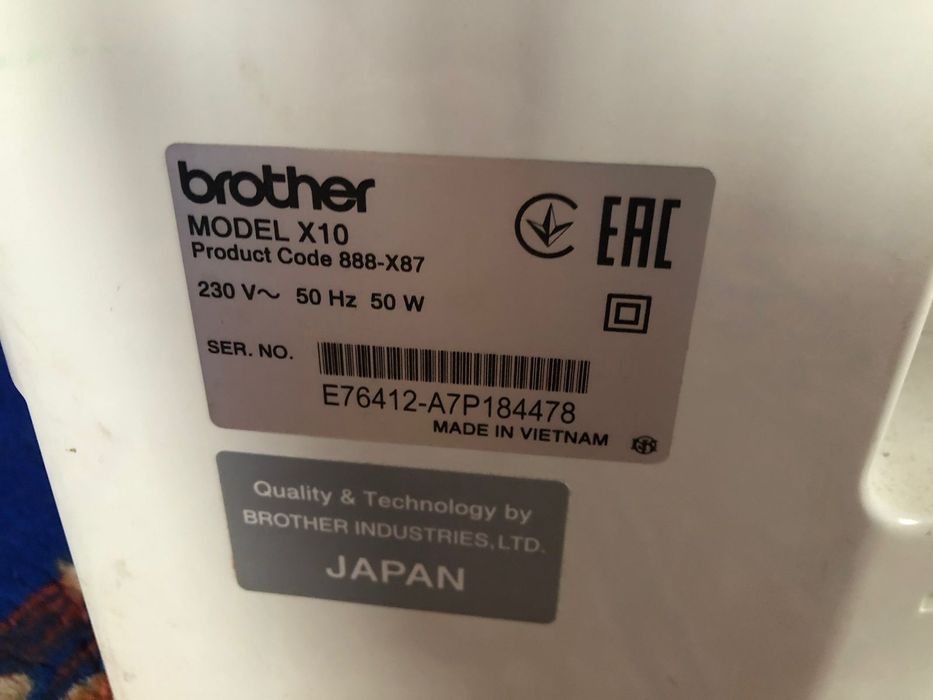 brother
MODEL X10
Product Code 888-X87
230 V~ 50 Hz 50 W
EAC
SER. NO.
E76412-A7P184478
MADE IN VIETNAM
Quality & Technology by
BROTHER INDUSTRIES,LTD.
JAPAN